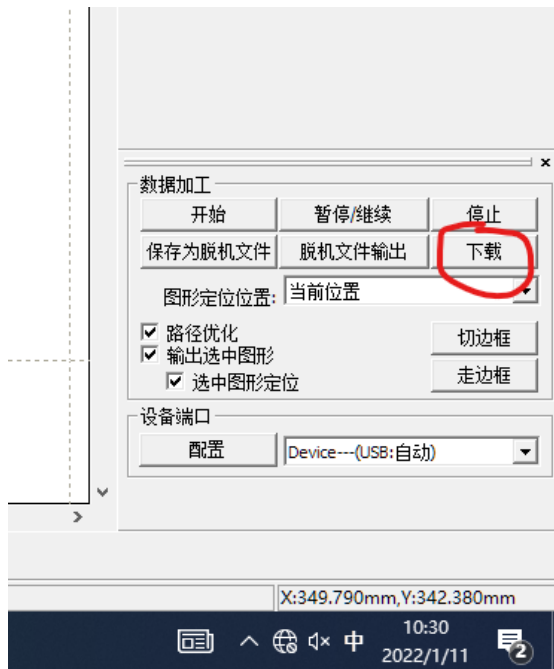 数据加工
开始 暂停/继续 停止
保存为脱机文件 脱机文件输出 下载
图形定位位置: 当前位置
路径优化 切边框
输出选中图形
选中图形定位 走边框
设备端口
配置 Device---(USB:自动)
X:349.790mm,Y:342.380mm
中 10:30
2022/1/11 2